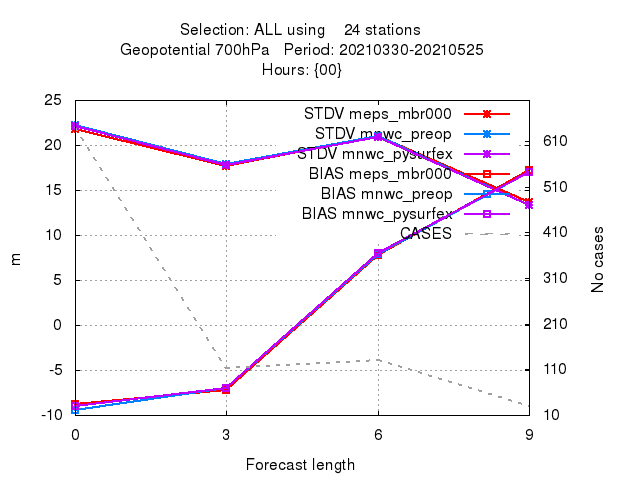 Selection: ALL using    24 stations
Geopotential 700hPa   Period: 20210330-20210525
Hours: {00}
STDV meps_mbr000
STDV mnwc_preop
STDV mnwc_pysurfex
BIAS meps_mbr000
BIAS mnwc_preop
BIAS mnwc_pysurfex
CASES
25
20
15
10
5
0
-5
-10
m
610
510
410
310
210
110
10
No cases
0 3 6 9
Forecast length